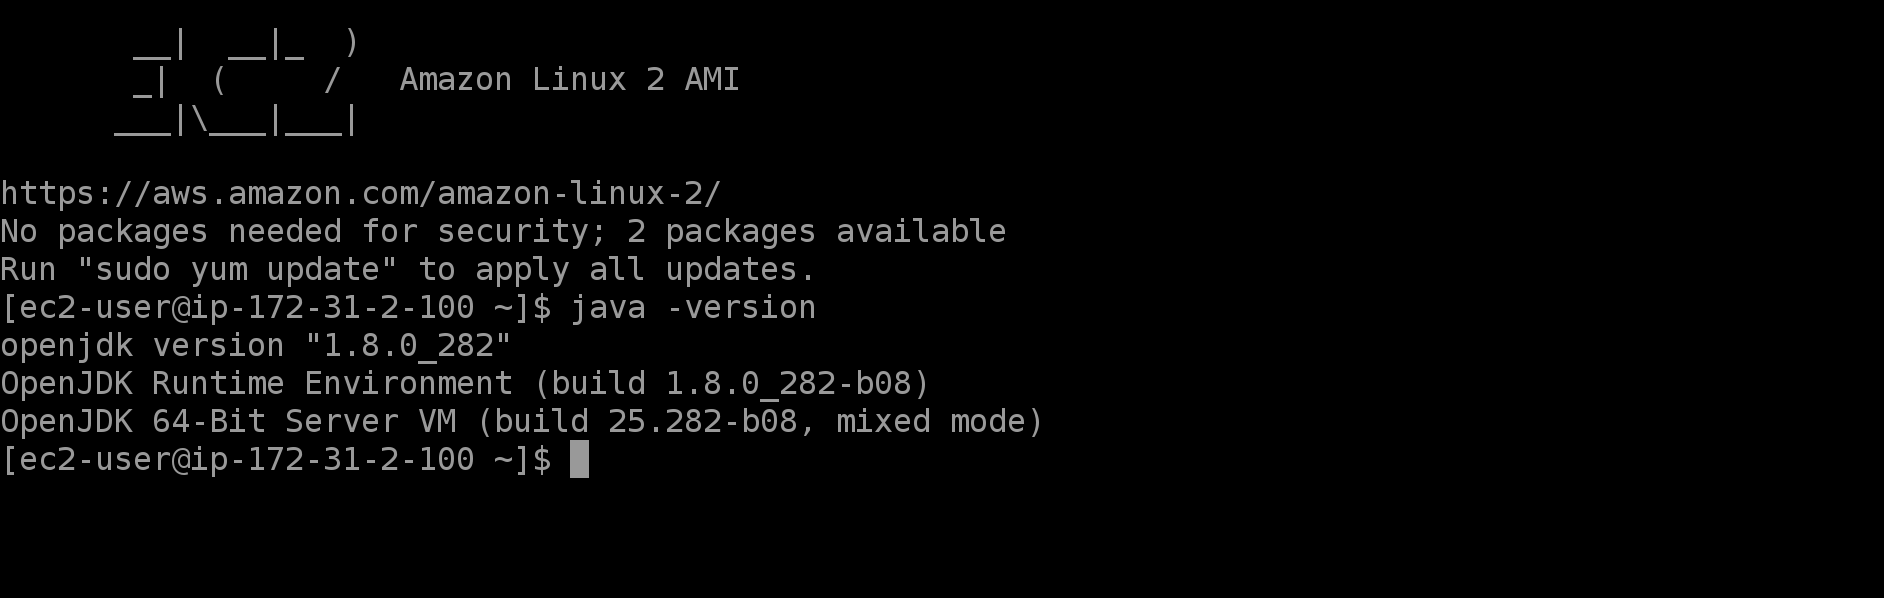 __|  __|_  )
       _|  (     /   Amazon Linux 2 AMI
      ___|\___|___|
https://aws.amazon.com/amazon-linux-2/
No packages needed for security; 2 packages available
Run "sudo yum update" to apply all updates.
[ec2-user@ip-172-31-2-100 ~]$ java -version
openjdk version "1.8.0_282"
OpenJDK Runtime Environment (build 1.8.0_282-b08)
OpenJDK 64-Bit Server VM (build 25.282-b08, mixed mode)
[ec2-user@ip-172-31-2-100 ~]$